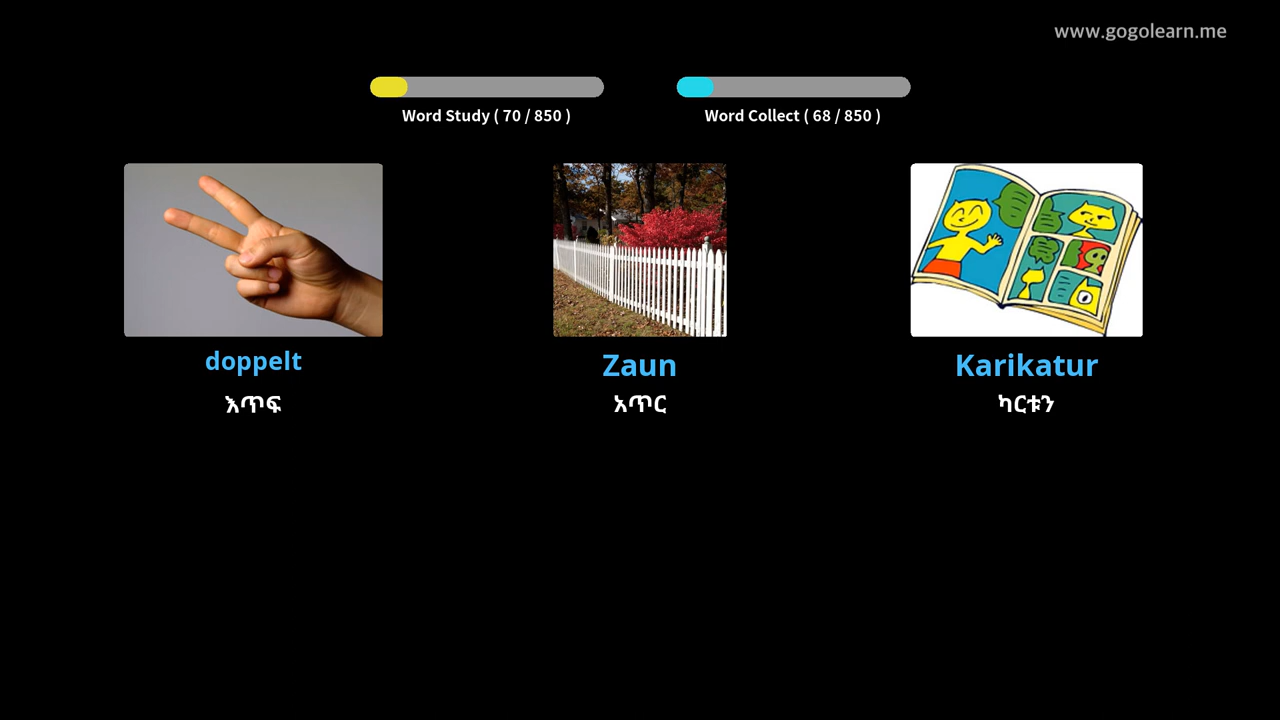 www.gogolearn.me
Word Study ( 70 / 850 )
Word Collect ( 68 / 850 )
doppelt
እጥፍ
Zaun
አጥር
Karikatur
ካርቱን